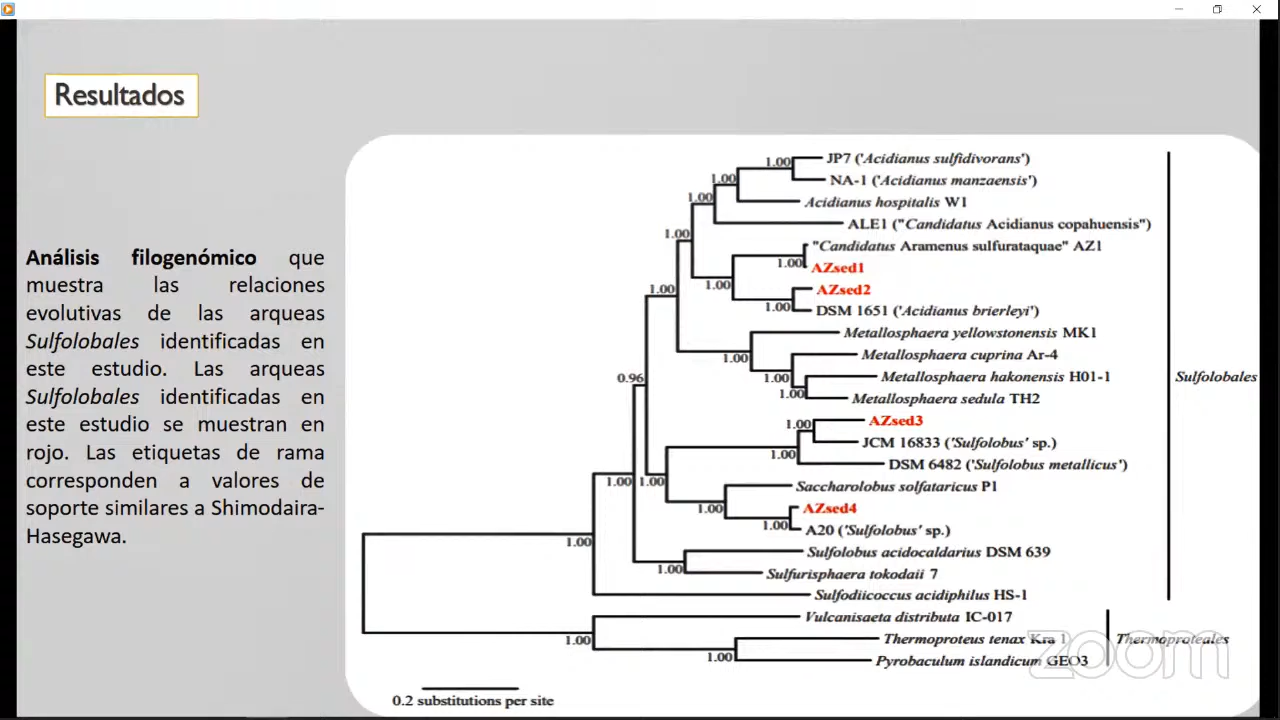 Resultados
Análisis filogenómico que
muestra las relaciones
evolutivas de las arqueas
Sulfolobales identificadas en
este estudio. Las arqueas
Sulfolobales identificadas en
este estudio se muestran en
rojo. Las etiquetas de rama
corresponden a valores de
soporte similares a Shimodaira-
Hasegawa.
JP7 ('Acidianus sulfidivorans')
NA-1 ('Acidianus manzaensis')
Acidianus hospitalis W1
ALE1 ("Candidatus Acidianus copahuensis")
"Candidatus Aramenus sulfurataquae" AZ1
AZsed1
AZsed2
DSM 1651 ('Acidianus brierleyi')
Metallosphaera yellowstonensis MK1
Metallosphaera cuprina Ar-4
Metallosphaera hakonensis H01-1
Metallosphaera sedula TH2
AZsed3
JCM 16833 ('Sulfolobus' sp.)
DSM 6482 ('Sulfolobus metallicus')
Saccharolobus solfataricus P1
AZsed4
A20 ('Sulfolobus' sp.)
Sulfolobus acidocaldarius DSM 639
Sulfurisphaera tokodaii 7
Sulfodiicoccus acidiphilus HS-1
Vulcanisaeta distributa IC-017
Thermoproteus tenax Kra 1
Pyrobaculum islandicum GEO3
Sulfolobales
Thermoproteales
1.00
1.00
1.00
1.00
1.00
1.00
1.00
1.00
1.00
1.00
1.00
0.96
1.00
1.00
1.00
1.00
1.00
1.00
1.00
1.00
1.00
1.00
0.2 substitutions per site
zoom